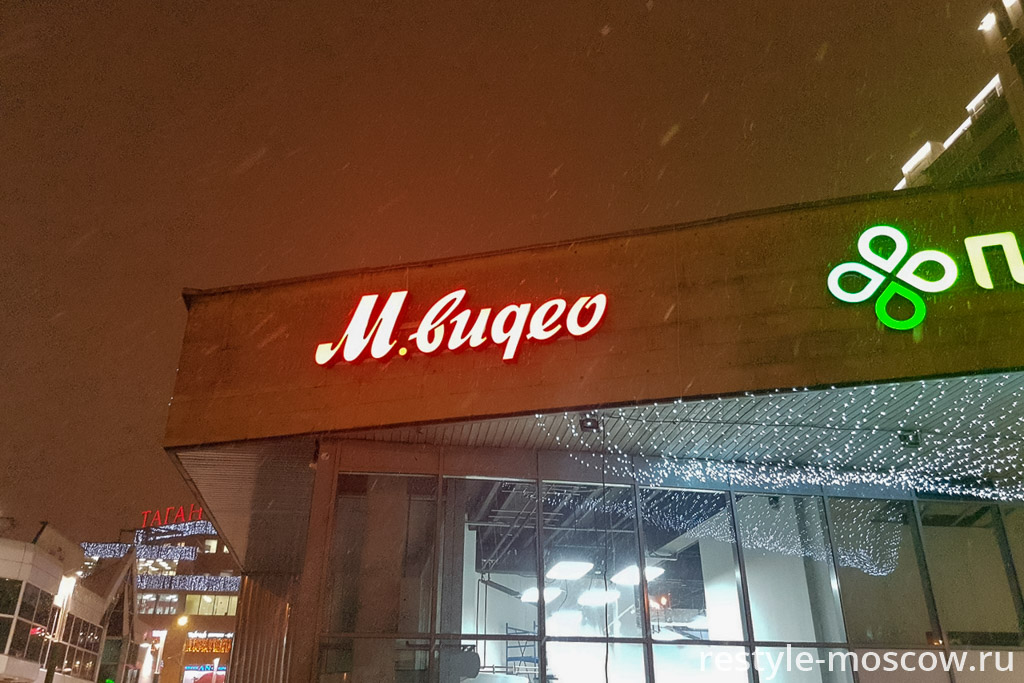 М.видео
П
ТАГАН
restyle-moscow.ru